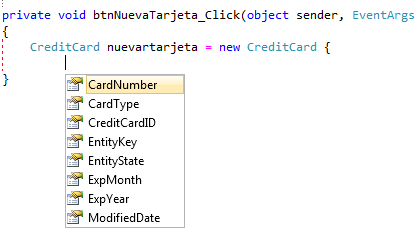 private void btnNuevaTarjeta_Click(object sender, EventArgs
{
CreditCard nuevartarjeta = new CreditCard {
CardNumber
CardType
CreditCardID
EntityKey
EntityState
ExpMonth
ExpYear
ModifiedDate
}